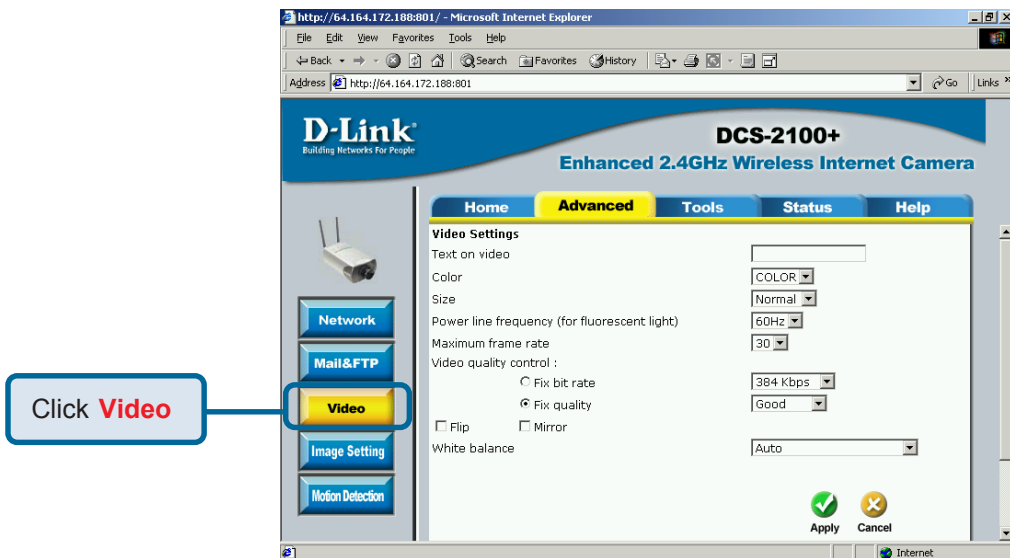 http://64.164.172.188:801/ - Microsoft Internet Explorer
File Edit View Favorites Tools Help
Back Search Favorites History
Address http://64.164.172.188:801 Go Links »
D-Link
Building Networks For People
DCS-2100+
Enhanced 2.4GHz Wireless Internet Camera
Home Advanced Tools Status Help
Video Settings
Text on video
Color COLOR
Size Normal
Power line frequency (for fluorescent light) 60Hz
Maximum frame rate 30
Video quality control :
Fix bit rate 384 Kbps
Fix quality Good
Flip Mirror
White balance Auto
Apply Cancel
Network
Mail&FTP
Video
Image Setting
Motion Detection
Click Video
Internet